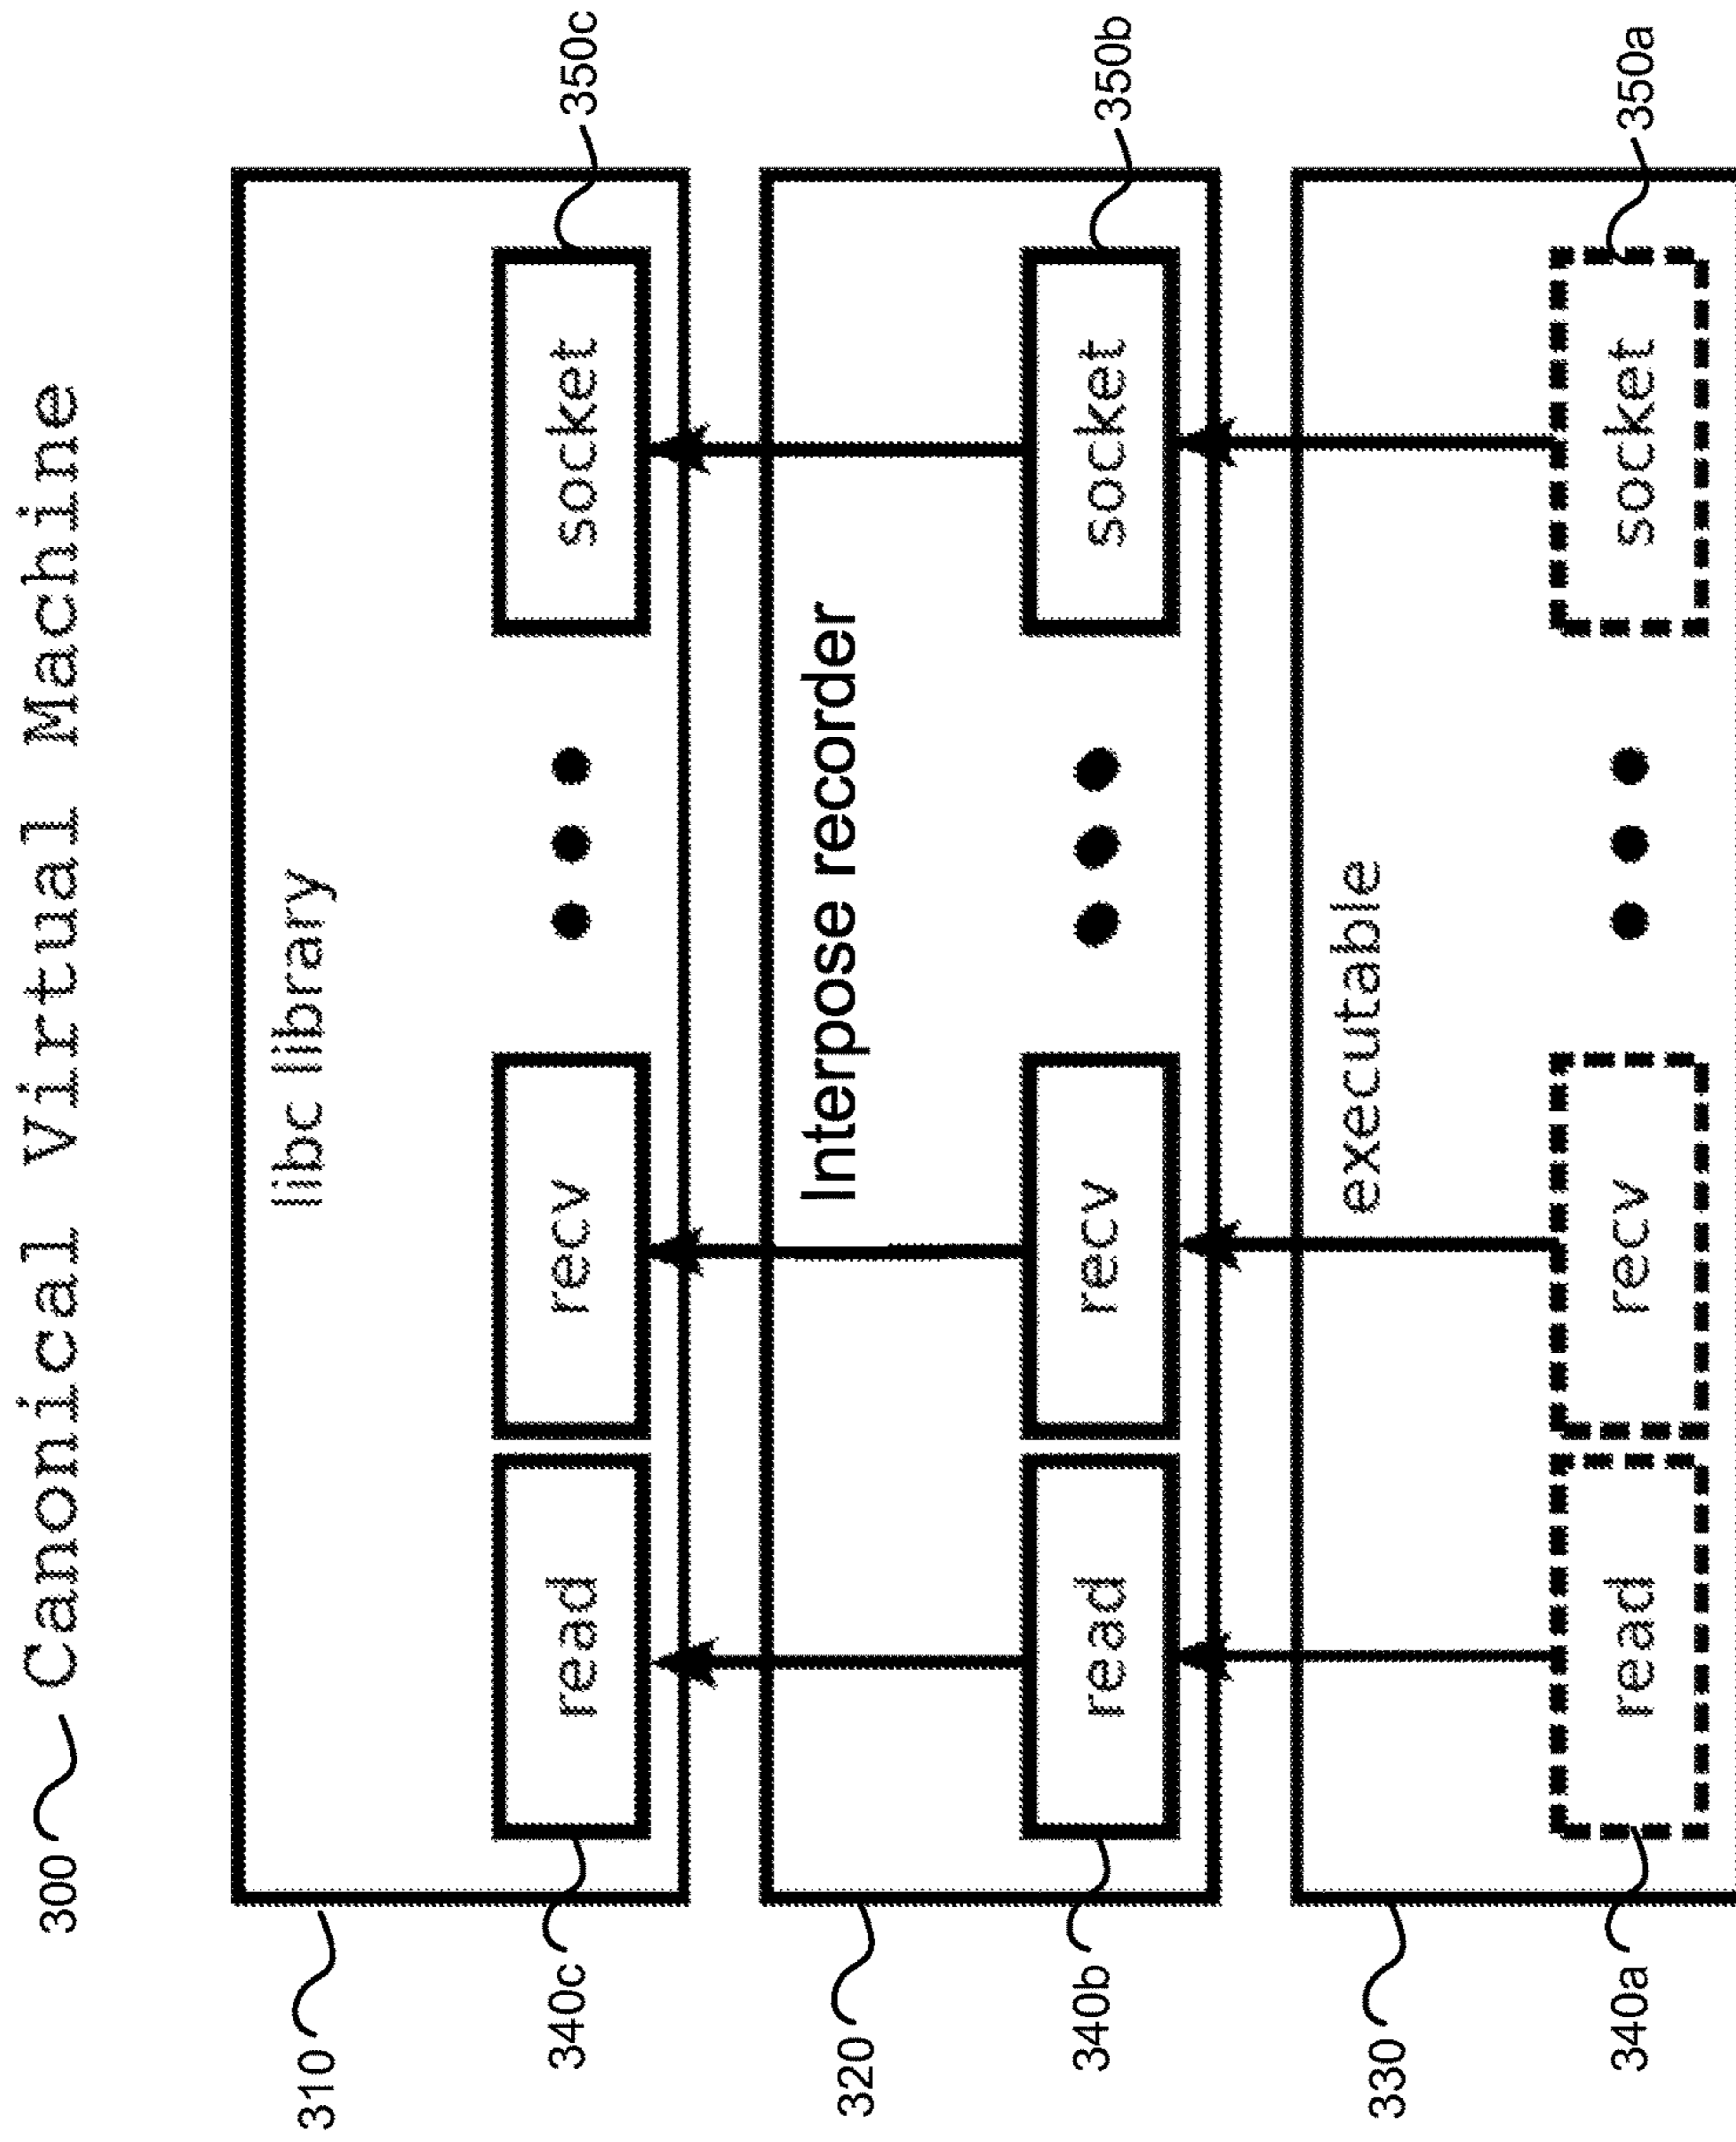 300 Canonical Virtual Machine
310
libc library
340c
read
recv
socket
350c
320
Interpose recorder
340b
read
recv
socket
350b
330
executable
340a
read
recv
socket
350a